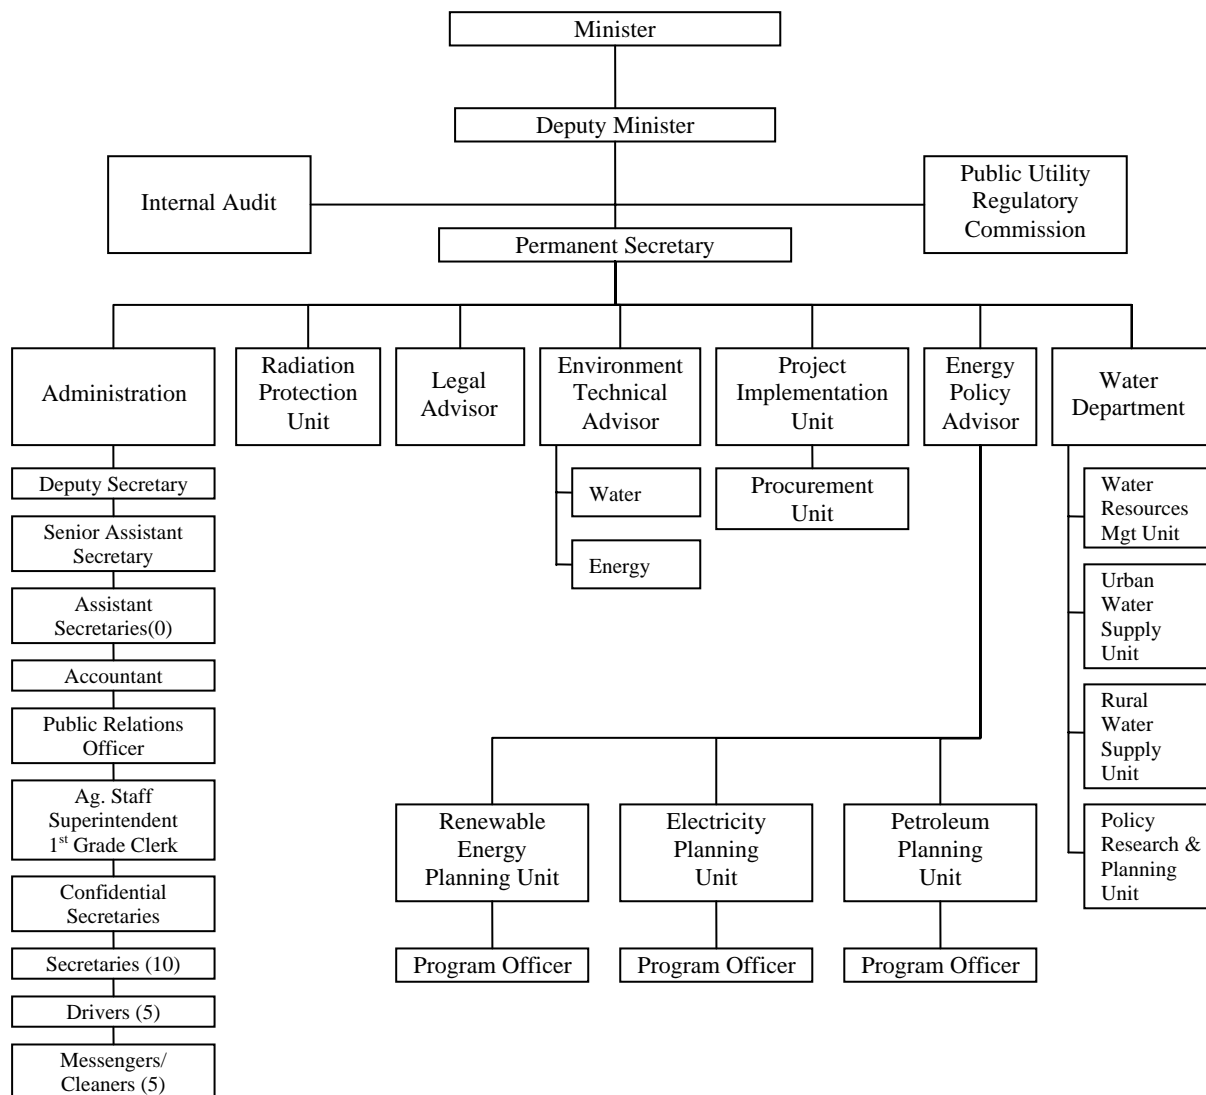 Minister
Deputy Minister
Internal Audit
Public Utility
Regulatory
Commission
Permanent Secretary
Administration
Radiation
Protection
Unit
Legal
Advisor
Environment
Technical
Advisor
Project
Implementation
Unit
Energy
Policy
Advisor
Water
Department
Deputy Secretary
Senior Assistant
Secretary
Assistant
Secretaries(0)
Accountant
Public Relations
Officer
Ag. Staff
Superintendent
1st Grade Clerk
Confidential
Secretaries
Secretaries (10)
Drivers (5)
Messengers/
Cleaners (5)
Water
Energy
Procurement
Unit
Renewable
Energy
Planning Unit
Electricity
Planning
Unit
Petroleum
Planning
Unit
Program Officer
Program Officer
Program Officer
Water
Resources
Mgt Unit
Urban
Water
Supply
Unit
Rural
Water
Supply
Unit
Policy
Research &
Planning
Unit